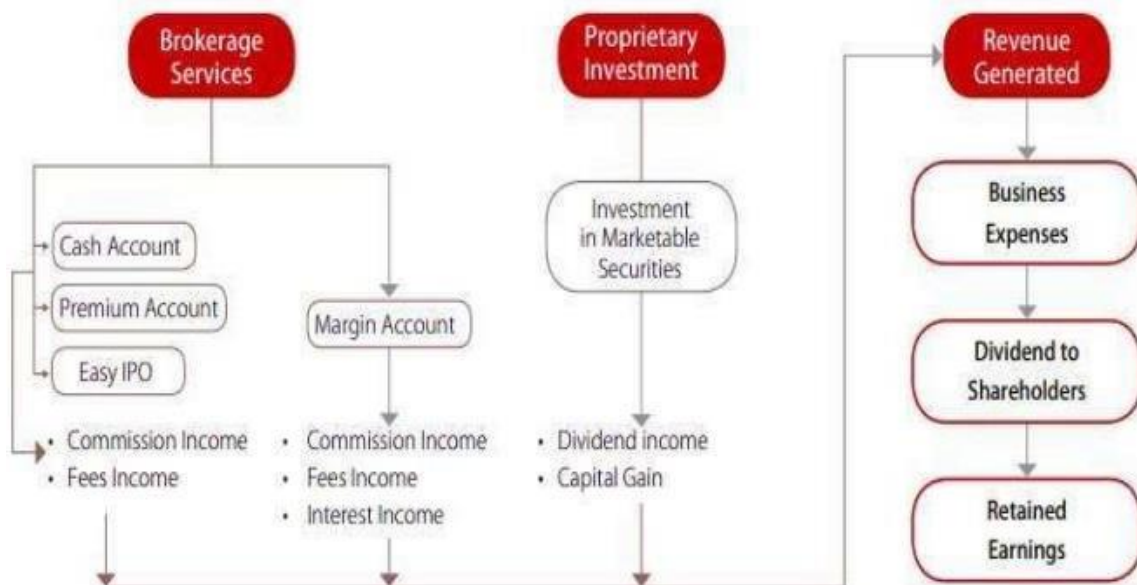 Brokerage
Services
Cash Account
Premium Account
Easy IPO
• Commission Income
• Fees Income
Margin Account
• Commission Income
• Fees Income
• Interest Income
Proprietary
Investment
Investment
in Marketable
Securities
• Dividend income
• Capital Gain
Revenue
Generated
Business
Expenses
Dividend to
Shareholders
Retained
Earnings